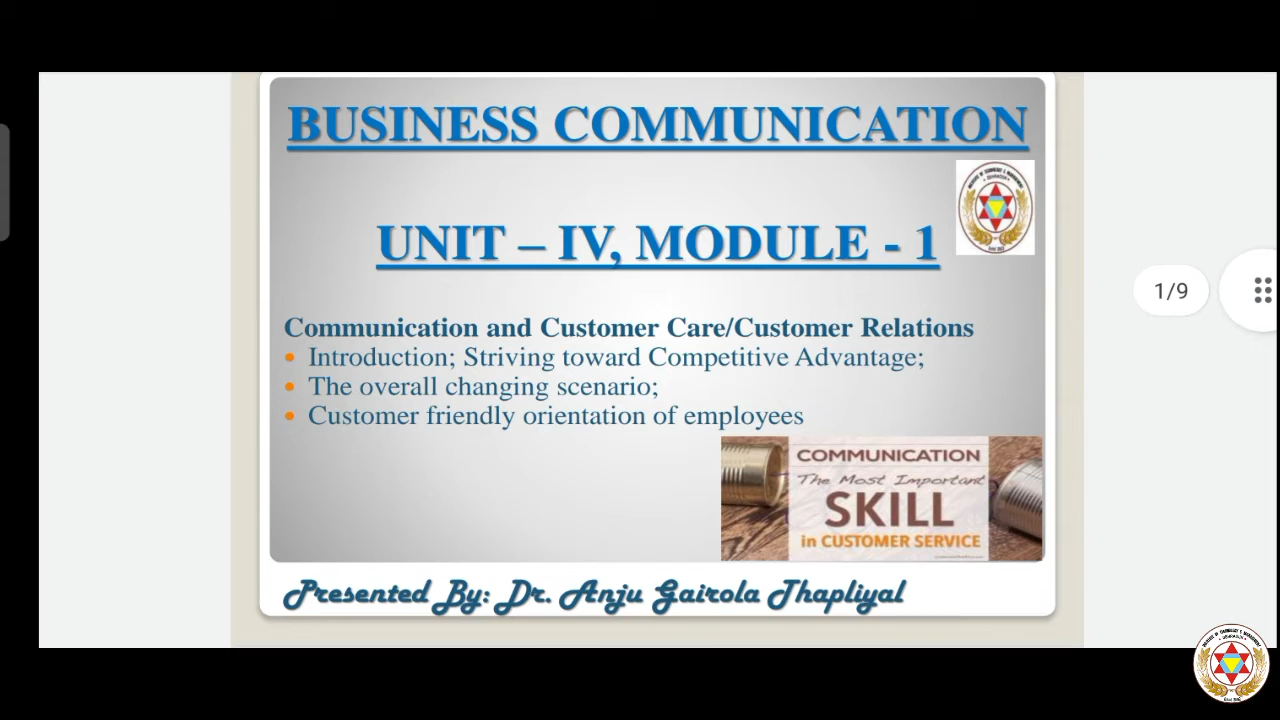 BUSINESS COMMUNICATION
UNIT – IV, MODULE - 1
1/9
Communication and Customer Care/Customer Relations
• Introduction; Striving toward Competitive Advantage;
• The overall changing scenario;
• Customer friendly orientation of employees
COMMUNICATION
The Most Important
SKILL
in CUSTOMER SERVICE
Presented By: Dr. Anju Gairola Thapliyal